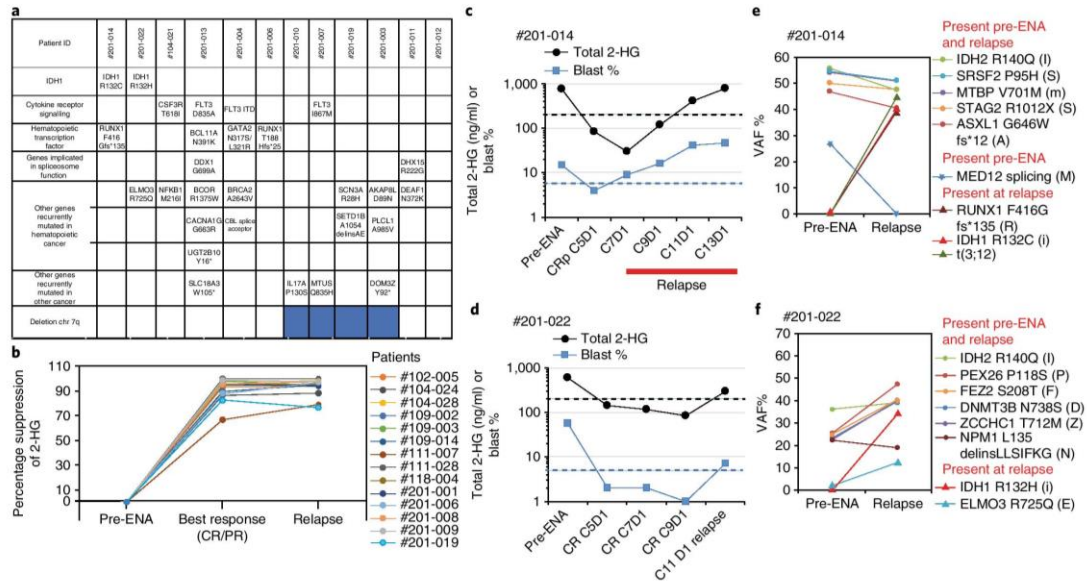 a
Patient ID
#201-014
#201-022
#104-021
#201-013
#201-004
#201-006
#201-010
#201-007
#201-019
#201-003
#201-011
#201-012
IDH1
IDH1
R132C
IDH1
R132H
Cytokine receptor
signalling
CSF3R
T618I
FLT3
D835A
FLT3 ITD
FLT3
I867M
Hematopoietic
transcription
factor
RUNX1
F416
Gfs*135
BCL11A
N391K
GATA2
N317S/
L321R
RUNX1
T188
Hfs*25
Genes implicated
in spliceosome
function
DDX1
G699A
DHX15
R222G
Other genes
recurrently
mutated in
hematopoietic
cancer
ELMO3
R725Q
NFKB1
M216I
BCOR
R1375W
BRCA2
A2643V
SCN3A
R28H
AKAP8L
D89N
DEAF1
N372K
CACNA1G
G663R
CBL splice
acceptor
SETD1B
A1054
delinsAE
PLCL1
A985V
UGT2B10
Y16*
Other genes
recurrently
mutated in
other cancer
SLC18A3
W105*
IL17A
P130S
MTUS
Q835H
DOM3Z
Y92*
Deletion chr 7q
b
Percentage suppression
of 2-HG
110
90
70
50
30
10
0
Pre-ENA
Best response
(CR/PR)
Relapse
Patients
#102-005
#104-024
#104-028
#109-002
#109-003
#109-014
#111-007
#111-028
#118-004
#201-001
#201-006
#201-008
#201-009
#201-019
c
#201-014
Total 2-HG
Blast %
Total 2-HG (ng/ml) or
blast %
1,000
100
10
1
Pre-ENA
CRp C5D1
C7D1
C9D1
C11D1
C13D1
Relapse
d
#201-022
Total 2-HG
Blast %
Total 2-HG (ng/ml) or
blast %
1,000
100
10
1
Pre-ENA
CR C5D1
CR C7D1
CR C9D1
C11 D1 relapse
e
#201-014
VAF %
60
50
40
30
20
10
0
Pre-ENA
Relapse
Present pre-ENA
and relapse
IDH2 R140Q (I)
SRSF2 P95H (S)
MTBP V701M (m)
STAG2 R1012X (S)
ASXL1 G646W
fs*12 (A)
Present pre-ENA
MED12 splicing (M)
Present at relapse
RUNX1 F416G
fs*135 (R)
IDH1 R132C (i)
t(3;12)
f
#201-022
VAF%
70
60
50
40
30
20
10
0
Pre-ENA
Relapse
Present pre-ENA
and relapse
IDH2 R140Q (I)
PEX26 P118S (P)
FEZ2 S208T (F)
DNMT3B N738S (D)
ZCCHC1 T712M (Z)
NPM1 L135
delinsLLSIFKG (N)
Present at relapse
IDH1 R132H (i)
ELMO3 R725Q (E)